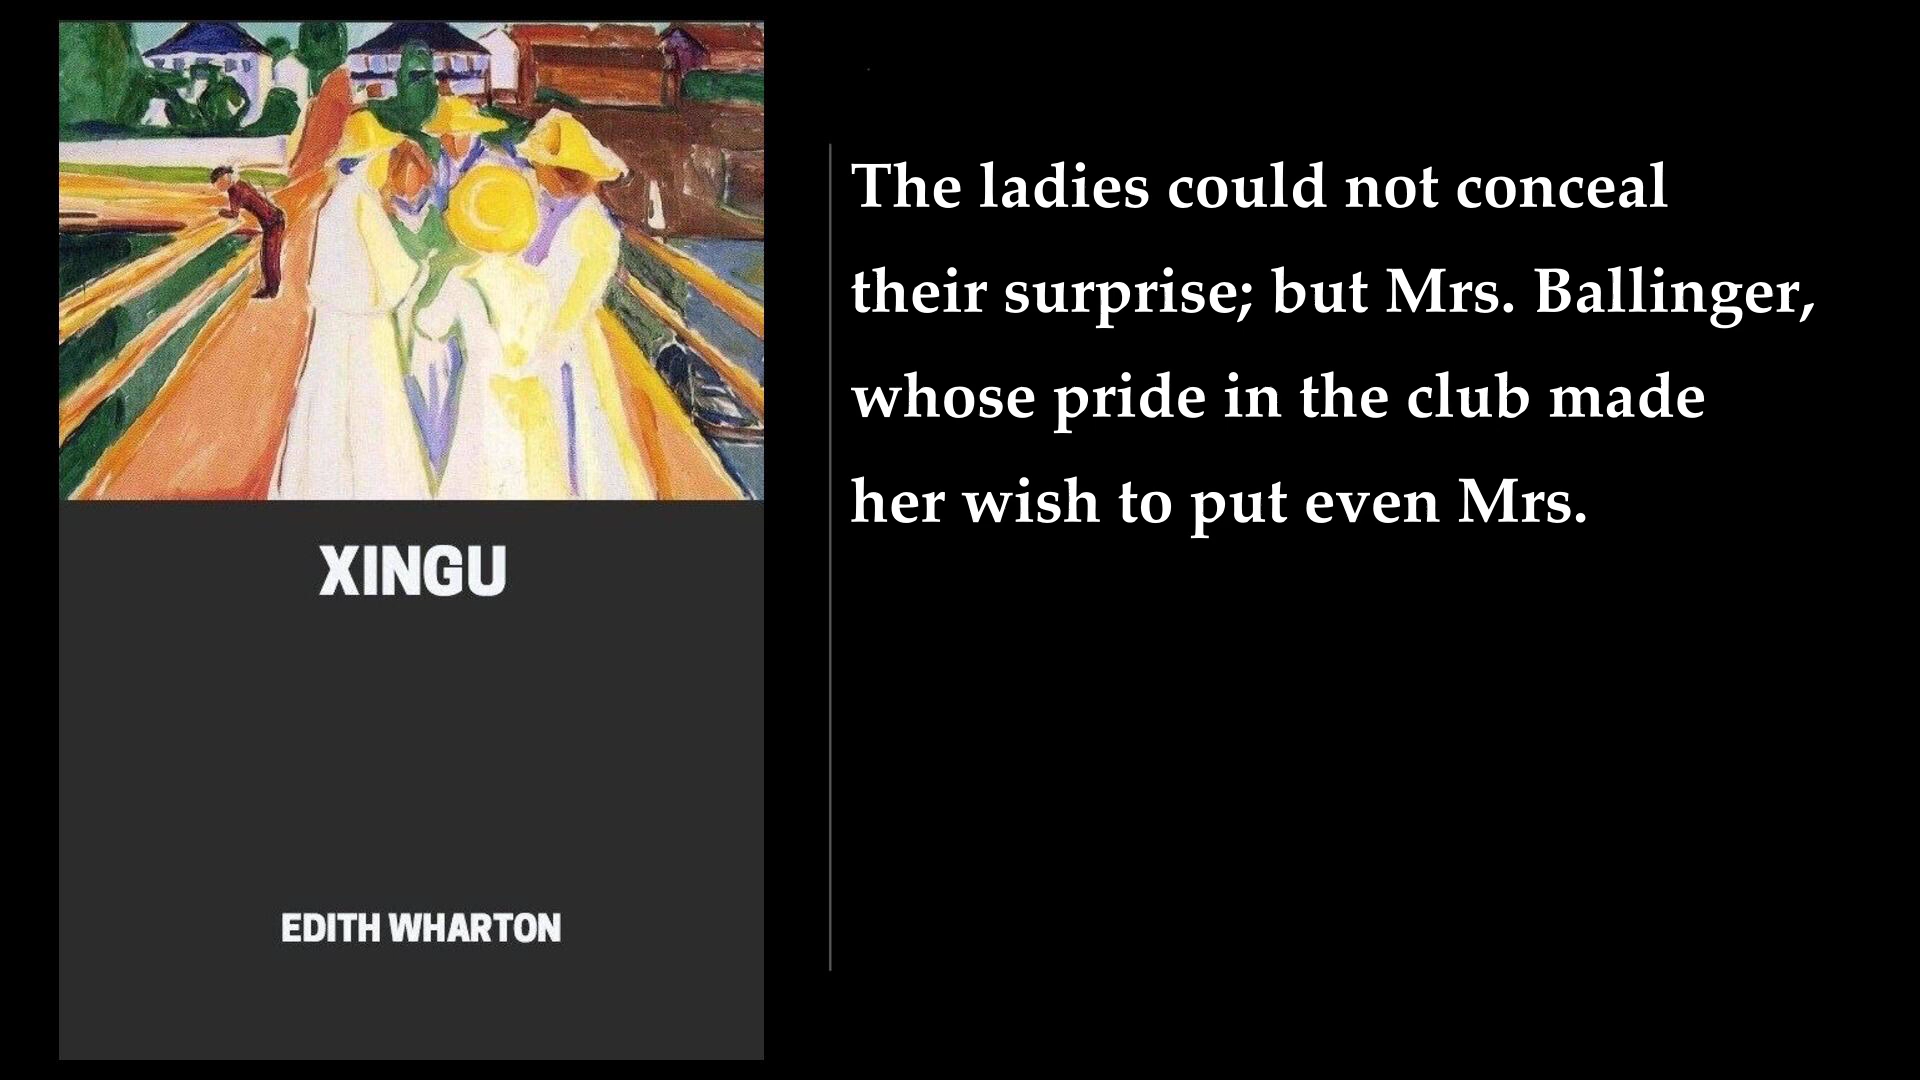 XINGU
EDITH WHARTON
The ladies could not conceal
their surprise; but Mrs. Ballinger,
whose pride in the club made
her wish to put even Mrs.